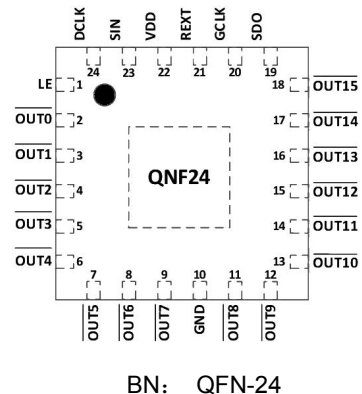 DCLK SIN VDD REXT GCLK SDO
24 23 22 21 20 19
LE 1 18 OUT15
OUT0 2 17 OUT14
OUT1 3 16 OUT13
QNF24
OUT2 4 15 OUT12
OUT3 5 14 OUT11
OUT4 6 13 OUT10
7 8 9 10 11 12
OUT5 OUT6 OUT7 GND OUT8 OUT9
BN： QFN-24